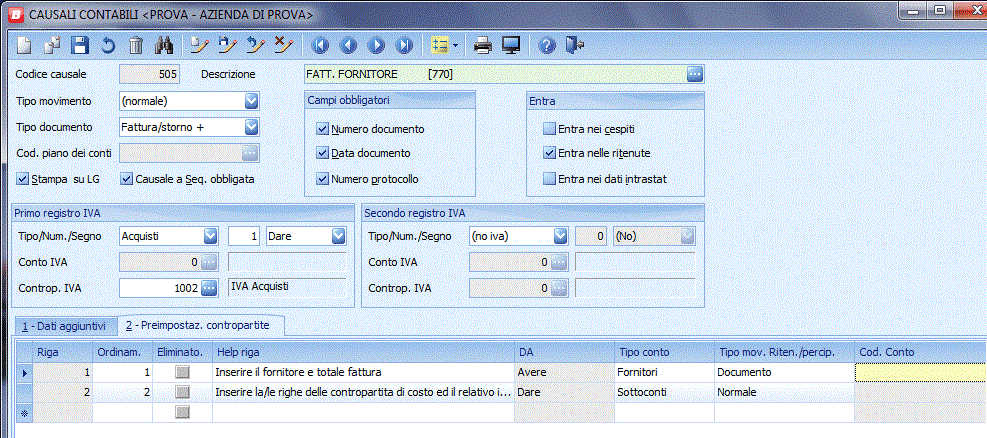 CAUSALI CONTABILI <PROVA - AZIENDA DI PROVA>
Codice causale 505 Descrizione FATT. FORNITORE [770]
Tipo movimento (normale)
Tipo documento Fattura/storno +
Cod. piano dei conti
Stampa su LG Causale a Seq. obbligata
Campi obbligatori
Numero documento
Data documento
Numero protocollo
Entra
Entra nei cespiti
Entra nelle ritenute
Entra nei dati intrastat
Primo registro IVA
Tipo/Num./Segno Acquisti 1 Dare
Conto IVA 0
Controp. IVA 1002 IVA Acquisti
Secondo registro IVA
Tipo/Num./Segno (no iva) 0 (No)
Conto IVA 0
Controp. IVA 0
1 - Dati aggiuntivi 2 - Preimpostaz. contropartite
Riga Ordinam. Eliminato. Help riga DA Tipo conto Tipo mov. Riten./percip. Cod. Conto
1 1 Inserire il fornitore e totale fattura Avere Fornitori Documento
2 2 Inserire la/le righe delle contropartita di costo ed il relativo i... Dare Sottoconti Normale